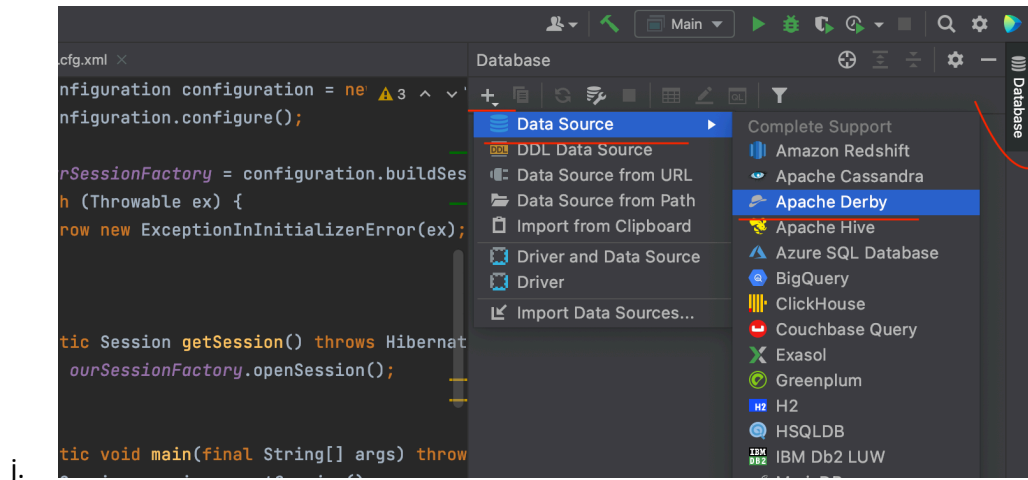 Main
.cfg.xml
Database
nfiguration configuration = ne
3
nfiguration.configure();
rSessionFactory = configuration.buildSes
h (Throwable ex) {
row new ExceptionInInitializerError(ex);
tic Session getSession() throws Hibernat
ourSessionFactory.openSession();
tic void main(final String[] args) throw
QL
Data Source
DDL
DDL Data Source
Data Source from URL
Data Source from Path
Import from Clipboard
Driver and Data Source
Driver
Import Data Sources...
Complete Support
Amazon Redshift
Apache Cassandra
Apache Derby
Apache Hive
Azure SQL Database
BigQuery
ClickHouse
Couchbase Query
Exasol
Greenplum
H2 H2
HSQLDB
IBM DB2 IBM Db2 LUW
Database
j.